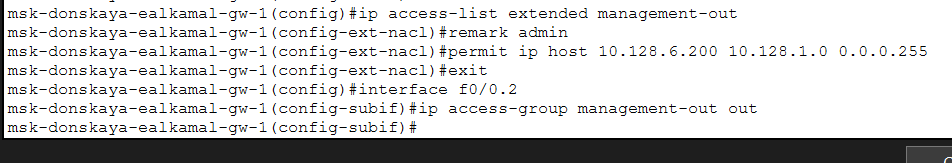 msk-donskaya-ealkamal-gw-1(config)#ip access-list extended management-out
msk-donskaya-ealkamal-gw-1(config-ext-nacl)#remark admin
msk-donskaya-ealkamal-gw-1(config-ext-nacl)#permit ip host 10.128.6.200 10.128.1.0 0.0.0.255
msk-donskaya-ealkamal-gw-1(config-ext-nacl)#exit
msk-donskaya-ealkamal-gw-1(config)#interface f0/0.2
msk-donskaya-ealkamal-gw-1(config-subif)#ip access-group management-out out
msk-donskaya-ealkamal-gw-1(config-subif)#